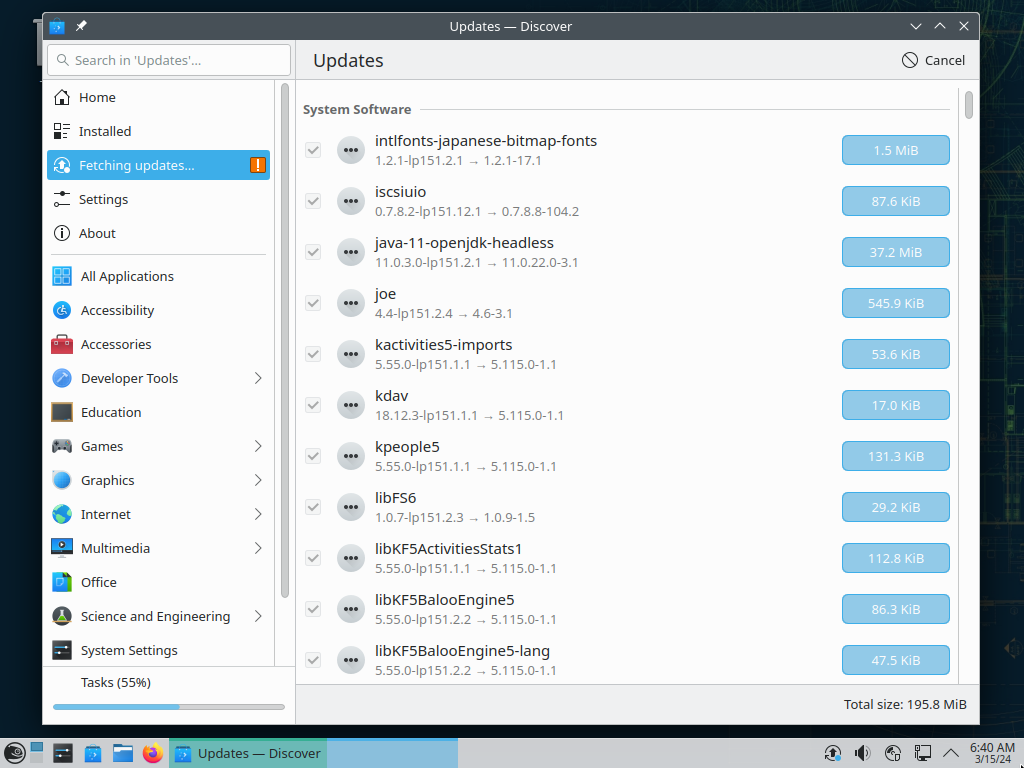 Updates — Discover
Search in 'Updates'...
Updates
Cancel
Home
Installed
Fetching updates...
Settings
About
All Applications
Accessibility
Accessories
Developer Tools
Education
Games
Graphics
Internet
Multimedia
Office
Science and Engineering
System Settings
Tasks (55%)
System Software
intlfonts-japanese-bitmap-fonts
1.2.1-lp151.2.1 → 1.2.1-17.1
1.5 MiB
iscsiuio
0.7.8.2-lp151.12.1 → 0.7.8.8-104.2
87.6 KiB
java-11-openjdk-headless
11.0.3.0-lp151.2.1 → 11.0.22.0-3.1
37.2 MiB
joe
4.4-lp151.2.4 → 4.6-3.1
545.9 KiB
kactivities5-imports
5.55.0-lp151.1.1 → 5.115.0-1.1
53.6 KiB
kdav
18.12.3-lp151.1.1 → 5.115.0-1.1
17.0 KiB
kpeople5
5.55.0-lp151.1.1 → 5.115.0-1.1
131.3 KiB
libFS6
1.0.7-lp151.2.3 → 1.0.9-1.5
29.2 KiB
libKF5ActivitiesStats1
5.55.0-lp151.1.1 → 5.115.0-1.1
112.8 KiB
libKF5BalooEngine5
5.55.0-lp151.2.2 → 5.115.0-1.1
86.3 KiB
libKF5BalooEngine5-lang
5.55.0-lp151.2.2 → 5.115.0-1.1
47.5 KiB
Total size: 195.8 MiB
Updates — Discover
6:40 AM
3/15/24